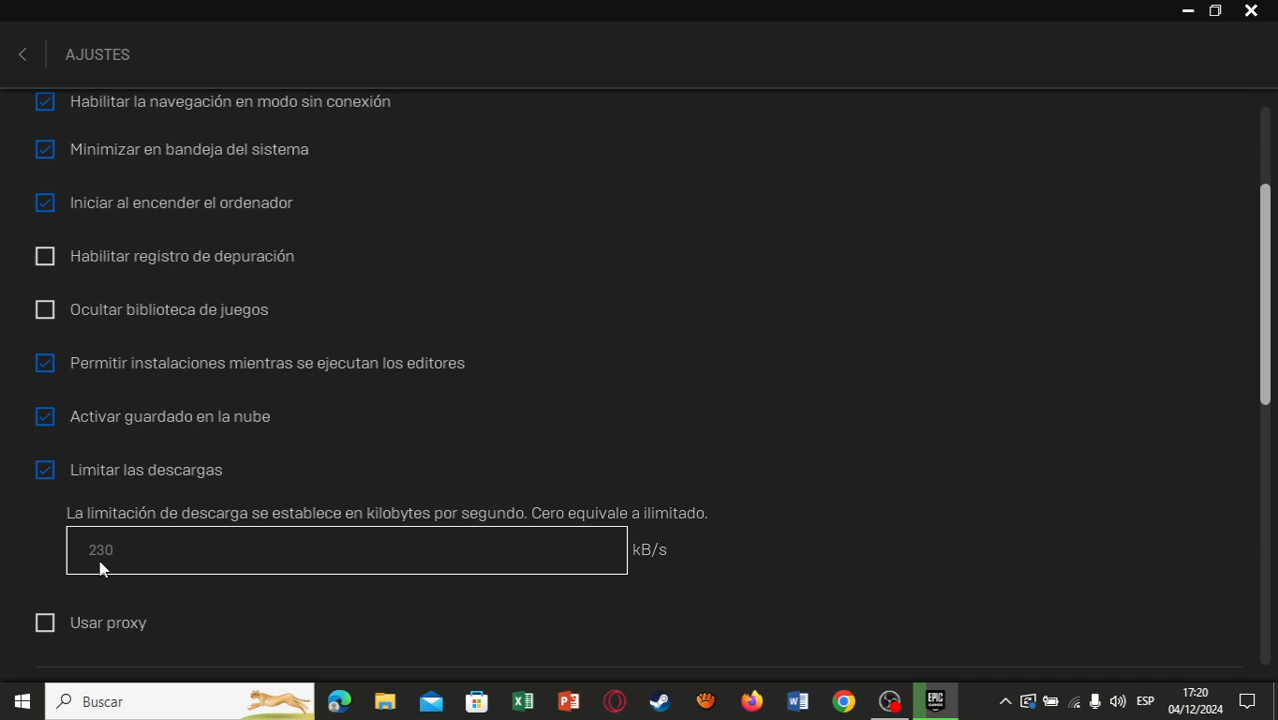 AJUSTES
Habilitar la navegación en modo sin conexión
Minimizar en bandeja del sistema
Iniciar al encender el ordenador
Habilitar registro de depuración
Ocultar biblioteca de juegos
Permitir instalaciones mientras se ejecutan los editores
Activar guardado en la nube
Limitar las descargas
La limitación de descarga se establece en kilobytes por segundo. Cero equivale a ilimitado.
230 kB/s
Usar proxy
Buscar
EPIC GAMES
ESP
17:20
04/12/2024